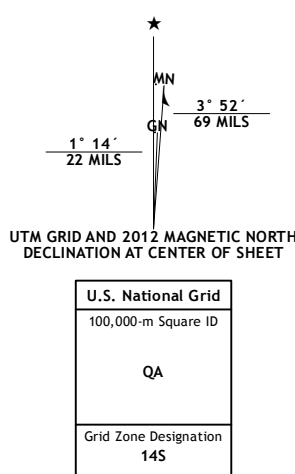 ★
MN
GN
3° 52´
69 MILS
1° 14´
22 MILS
UTM GRID AND 2012 MAGNETIC NORTH
DECLINATION AT CENTER OF SHEET
U.S. National Grid
100,000-m Square ID
QA
Grid Zone Designation
14S